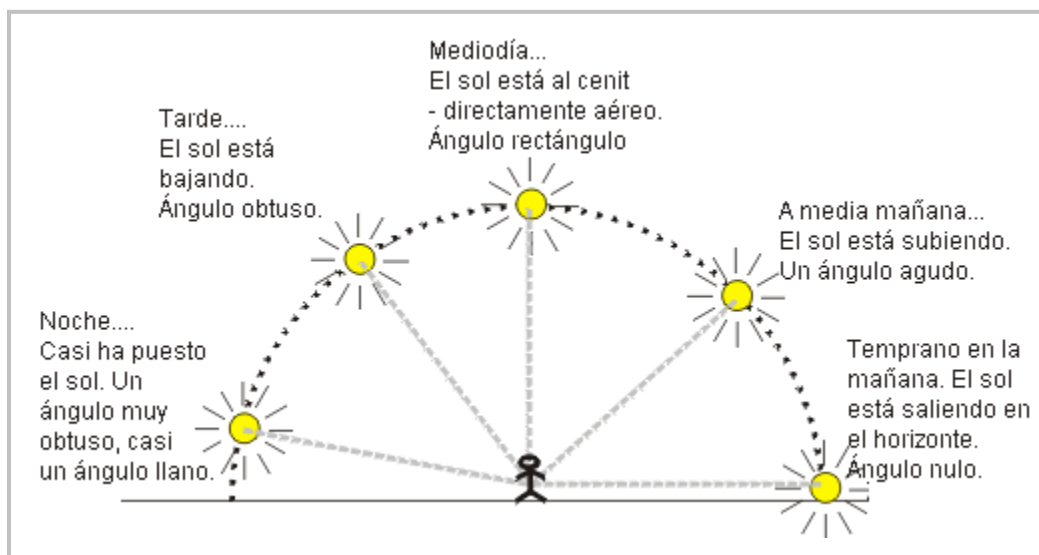 Mediodía...
El sol está al cenit
- directamente aéreo.
Ángulo rectángulo
Tarde....
El sol está
bajando.
Ángulo obtuso.
A media mañana...
El sol está subiendo.
Un ángulo agudo.
Noche....
Casi ha puesto
el sol. Un
ángulo muy
obtuso, casi
un ángulo llano.
Temprano en la
mañana. El sol
está saliendo en
el horizonte.
Ángulo nulo.